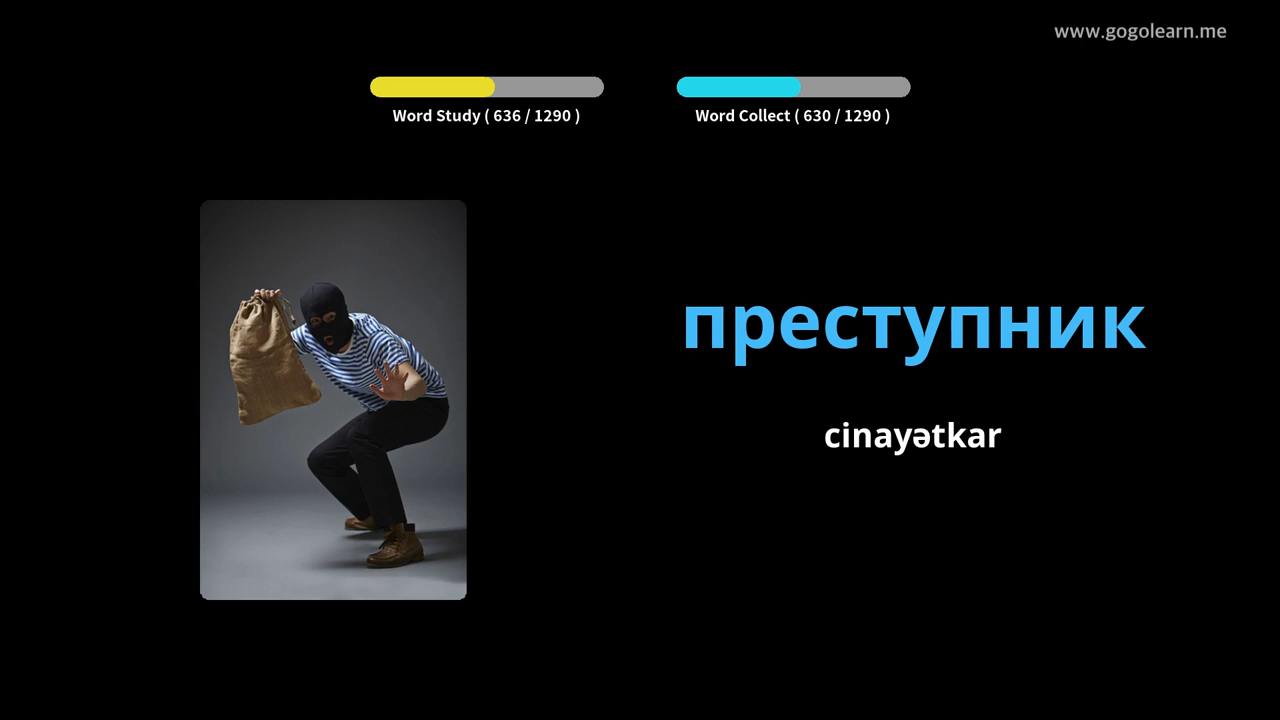 www.gogolearn.me
Word Study ( 636 / 1290 )
Word Collect ( 630 / 1290 )
преступник
cinayətkar